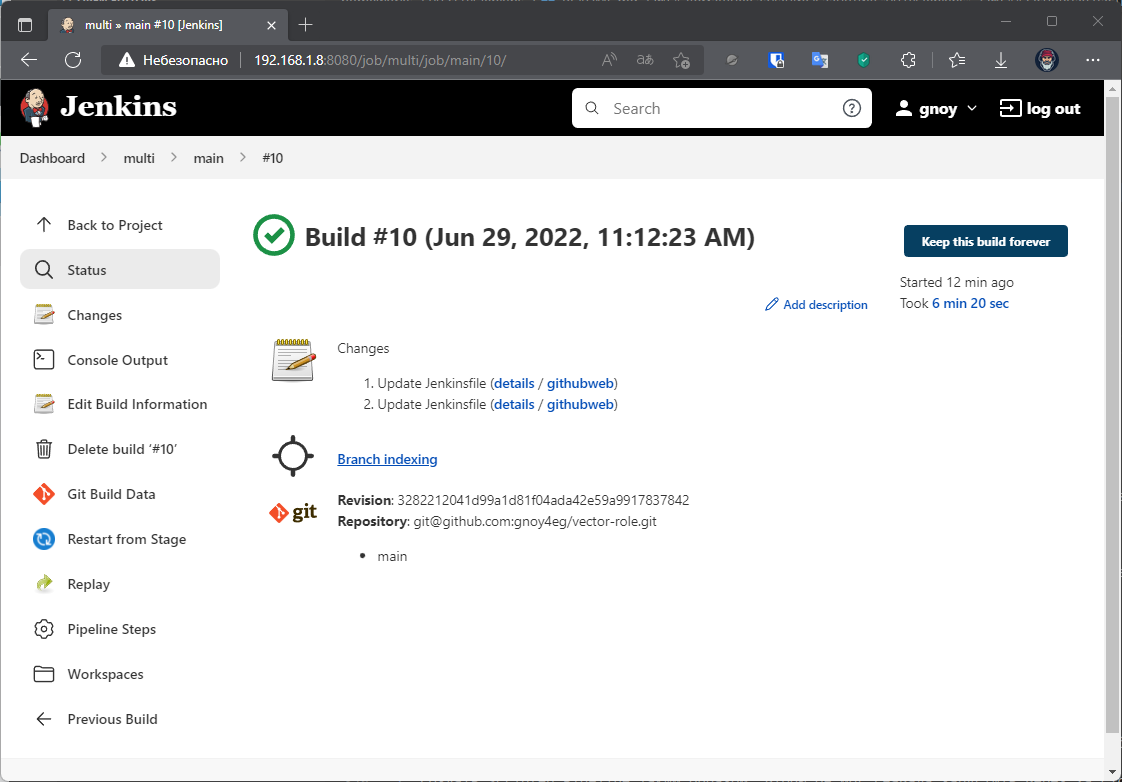 multi » main #10 [Jenkins]
Небезопасно
192.168.1.8:8080/job/multi/job/main/10/
Jenkins
Search
gnoy
log out
Dashboard
multi
main
#10
Back to Project
Status
Changes
Console Output
Edit Build Information
Delete build ‘#10’
Git Build Data
Restart from Stage
Replay
Pipeline Steps
Workspaces
Previous Build
Build #10 (Jun 29, 2022, 11:12:23 AM)
Keep this build forever
Started 12 min ago
Took 6 min 20 sec
Add description
Changes
1. Update Jenkinsfile (details / githubweb)
2. Update Jenkinsfile (details / githubweb)
Branch indexing
git
Revision: 3282212041d99a1d81f04ada42e59a9917837842
Repository: git@github.com:gnoy4eg/vector-role.git
• main